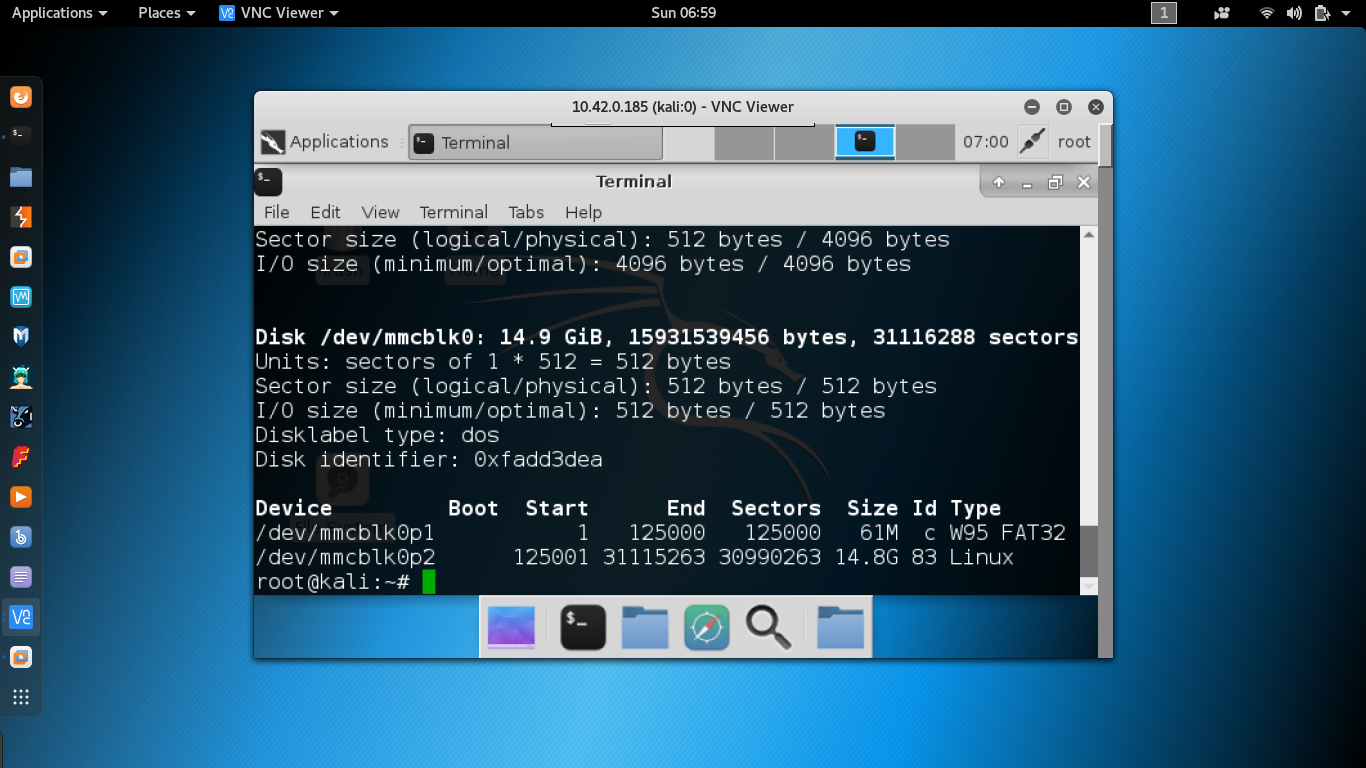 Applications Places VNC Viewer Sun 06:59 1
10.42.0.185 (kali:0) - VNC Viewer
Applications Terminal 07:00 root
Terminal
File Edit View Terminal Tabs Help
Sector size (logical/physical): 512 bytes / 4096 bytes
I/O size (minimum/optimal): 4096 bytes / 4096 bytes
Disk /dev/mmcblk0: 14.9 GiB, 15931539456 bytes, 31116288 sectors
Units: sectors of 1 * 512 = 512 bytes
Sector size (logical/physical): 512 bytes / 512 bytes
I/O size (minimum/optimal): 512 bytes / 512 bytes
Disklabel type: dos
Disk identifier: 0xfadd3dea
Device Boot Start End Sectors Size Id Type
/dev/mmcblk0p1 1 125000 125000 61M c W95 FAT32
/dev/mmcblk0p2 125001 31115263 30990263 14.8G 83 Linux
root@kali:~#